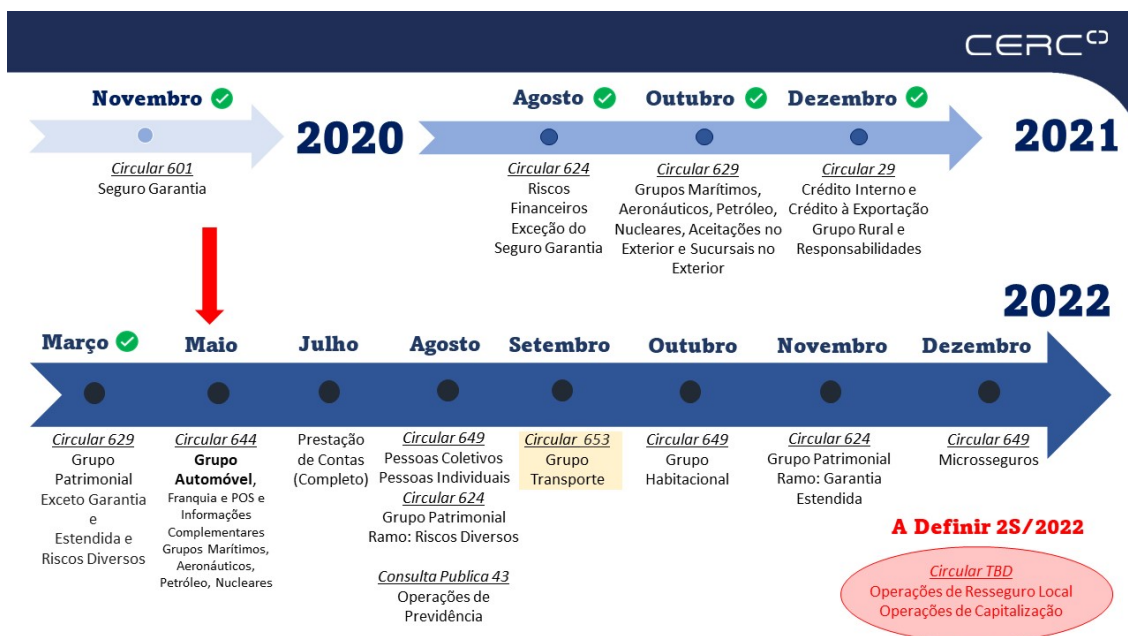 CERC
Novembro
2020
Agosto
Outubro
Dezembro
2021
Circular 601
Seguro Garantia
Circular 624
Riscos
Financeiros
Exceção do
Seguro Garantia
Circular 629
Grupos Marítimos,
Aeronáuticos, Petróleo,
Nucleares, Aceitações no
Exterior e Sucursais no
Exterior
Circular 29
Crédito Interno e
Crédito à Exportação
Grupo Rural e
Responsabilidades
2022
Março
Maio
Julho
Agosto
Setembro
Outubro
Novembro
Dezembro
Circular 629
Grupo
Patrimonial
Exceto Garantia
e
Estendida e
Riscos Diversos
Circular 644
Grupo
Automóvel,
Franquia e POS e
Informações
Complementares
Grupos Marítimos,
Aeronáuticos,
Petróleo, Nucleares
Prestação
de Contas
(Completo)
Circular 649
Pessoas Coletivos
Pessoas Individuais
Circular 624
Grupo Patrimonial
Ramo: Riscos Diversos
Consulta Publica 43
Operações de
Previdência
Circular 653
Grupo
Transporte
Circular 649
Grupo
Habitacional
Circular 624
Grupo Patrimonial
Ramo: Garantia
Estendida
Circular 649
Microsseguros
A Definir 2S/2022
Circular TBD
Operações de Resseguro Local
Operações de Capitalização